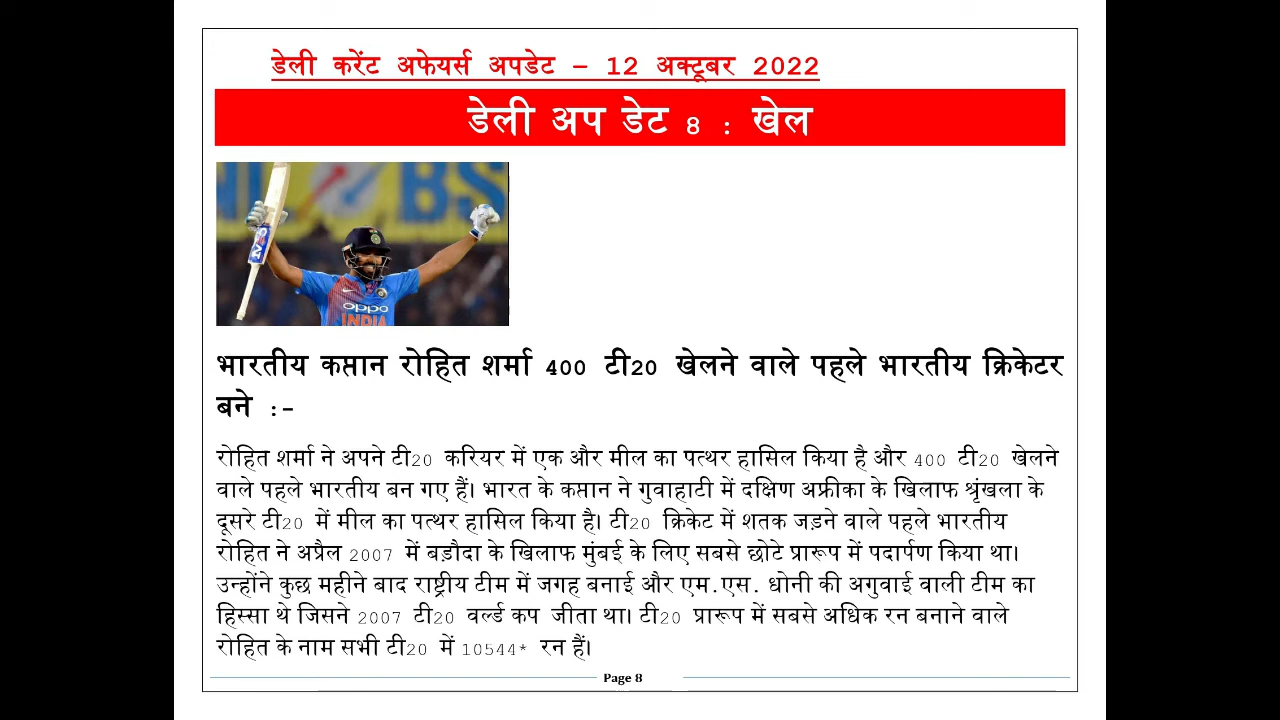 डेली करेंट अफेयर्स अपडेट – 12 अक्टूबर 2022
डेली अप डेट 8 : खेल
BS
oppo
INDIA
भारतीय कप्तान रोहित शर्मा 400 टी20 खेलने वाले पहले भारतीय क्रिकेटर
बने :-
रोहित शर्मा ने अपने टी20 करियर में एक और मील का पत्थर हासिल किया है और 400 टी20 खेलने
वाले पहले भारतीय बन गए हैं। भारत के कप्तान ने गुवाहाटी में दक्षिण अफ्रीका के खिलाफ श्रृंखला के
दूसरे टी20 में मील का पत्थर हासिल किया है। टी20 क्रिकेट में शतक जड़ने वाले पहले भारतीय
रोहित ने अप्रैल 2007 में बड़ौदा के खिलाफ मुंबई के लिए सबसे छोटे प्रारूप में पदार्पण किया था।
उन्होंने कुछ महीने बाद राष्ट्रीय टीम में जगह बनाई और एम.एस. धोनी की अगुवाई वाली टीम का
हिस्सा थे जिसने 2007 टी20 वर्ल्ड कप जीता था। टी20 प्रारूप में सबसे अधिक रन बनाने वाले
रोहित के नाम सभी टी20 में 10544* रन हैं।
Page 8